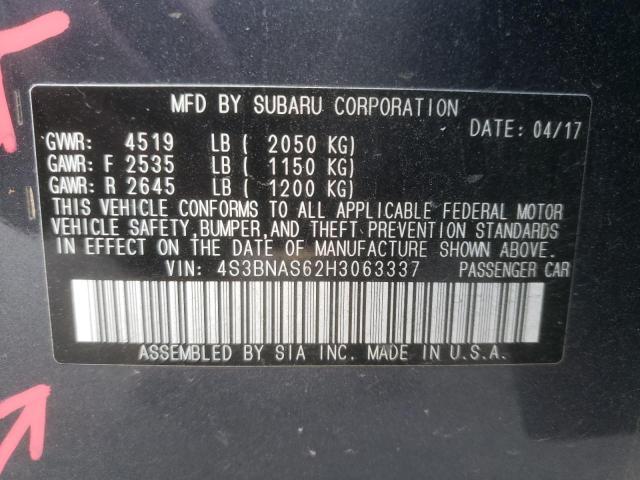 MFD BY SUBARU CORPORATION
DATE: 04/17
GVWR: 4519 LB ( 2050 KG)
GAWR: F 2535 LB ( 1150 KG)
GAWR: R 2645 LB ( 1200 KG)
THIS VEHICLE CONFORMS TO ALL APPLICABLE FEDERAL MOTOR
VEHICLE SAFETY,BUMPER,AND THEFT PREVENTION STANDARDS
IN EFFECT ON THE DATE OF MANUFACTURE SHOWN ABOVE.
VIN: 4S3BNAS62H3063337 PASSENGER CAR
ASSEMBLED BY SIA INC. MADE IN U.S.A.